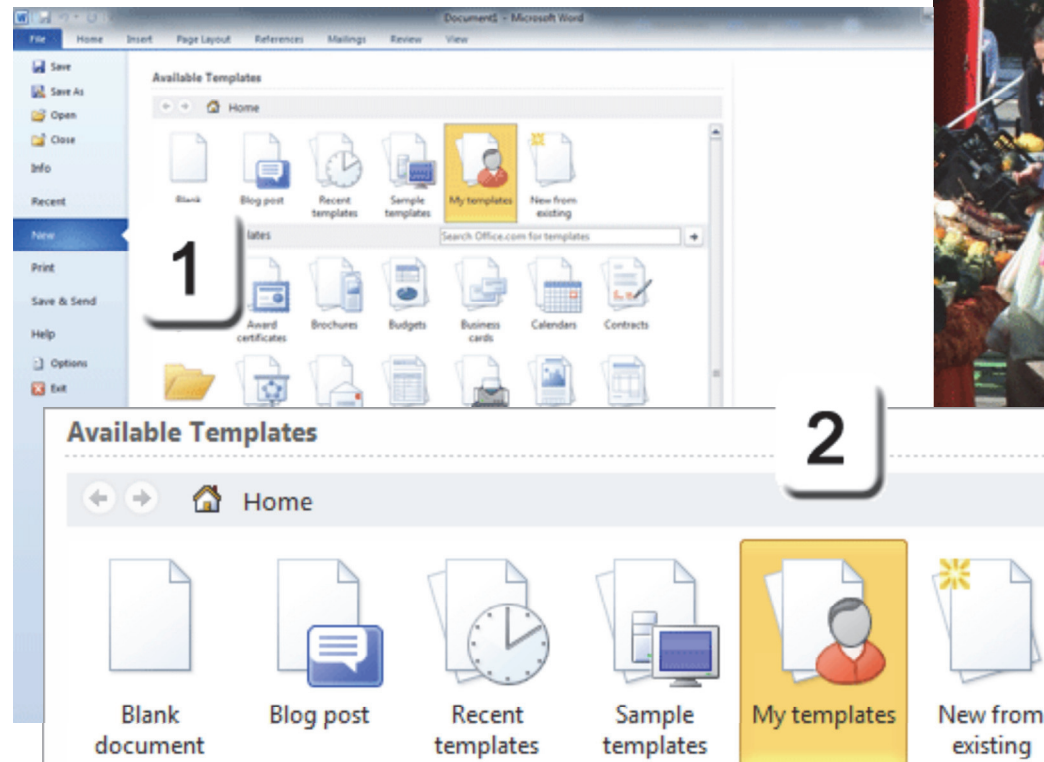 Document1 - Microsoft Word
File Home Insert Page Layout References Mailings Review View
Save
Save As
Open
Close
Info
Recent
New
Print
Save & Send
Help
Options
Exit
Available Templates
Home
Blank
Blog post
Recent
templates
Sample
templates
My templates
New from
existing
lates
Search Office.com for templates
1
Award
certificates
Brochures
Budgets
Business
cards
Calendars
Contracts
2
Available Templates
Home
Blank
document
Blog post
Recent
templates
Sample
templates
My templates
New from
existing